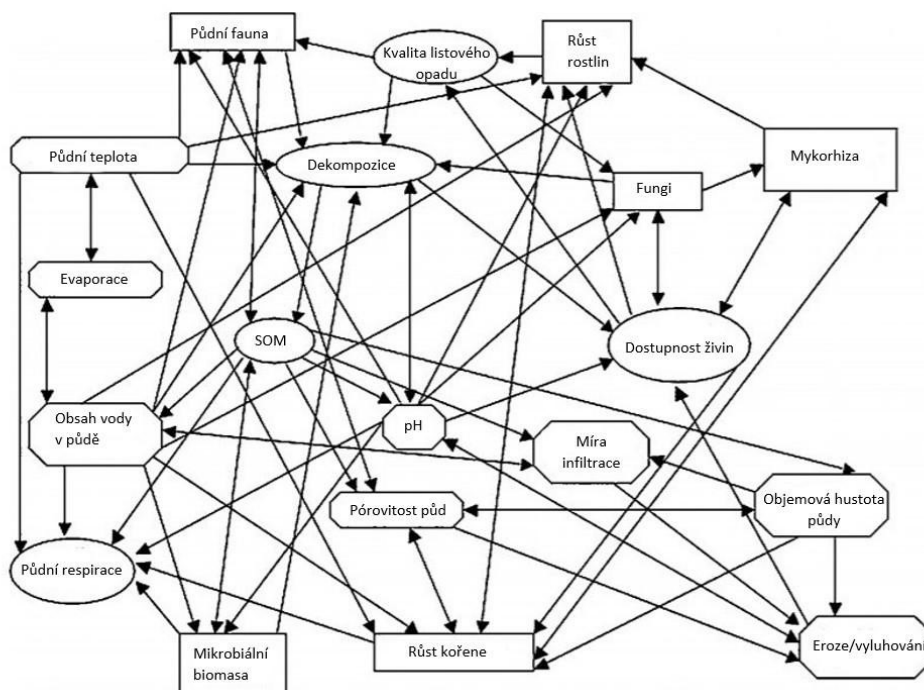 Půdní fauna
Kvalita listového
opadu
Růst
rostlin
Půdní teplota
Dekompozice
Fungi
Mykorhiza
Evaporace
SOM
Dostupnost živin
Obsah vody
v půdě
pH
Míra
infiltrace
Pórovitost půd
Objemová hustota
půdy
Půdní respirace
Mikrobiální
biomasa
Růst kořene
Eroze/vyluhování